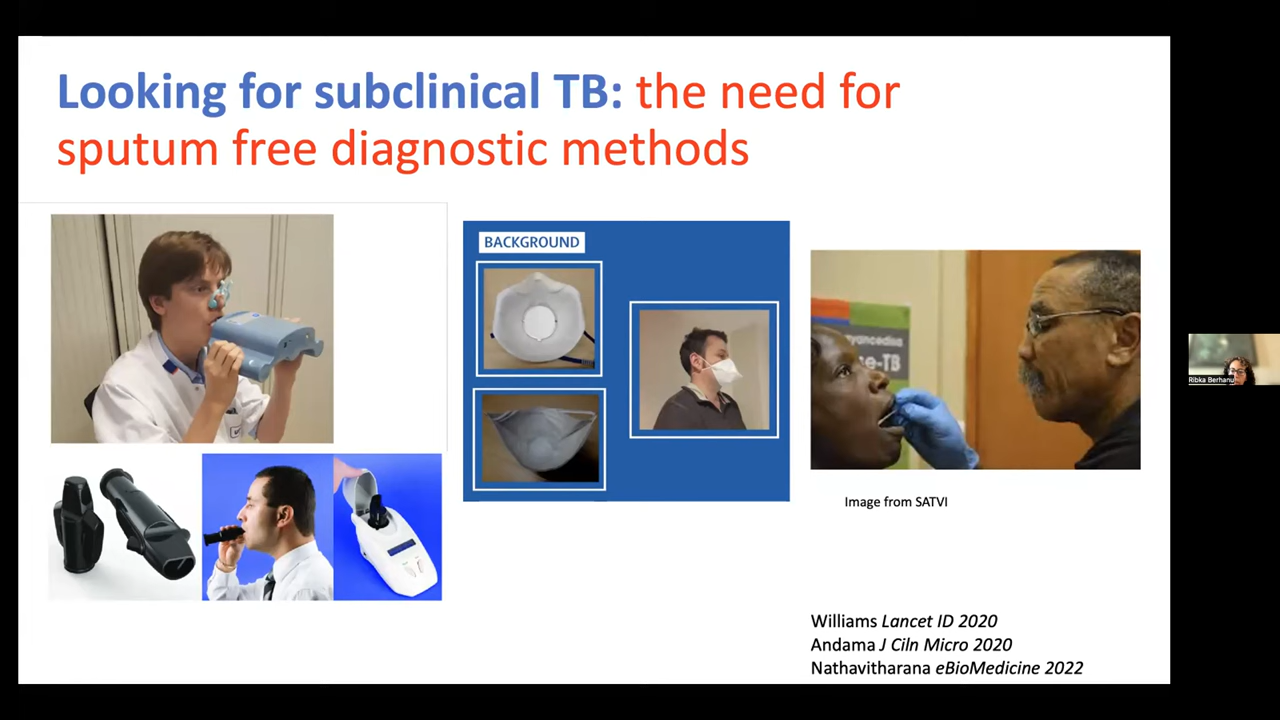 Looking for subclinical TB: the need for
sputum free diagnostic methods
BACKGROUND
e-TB
Image from SATVI
Ribka Berhanu
Williams Lancet ID 2020
Andama J Ciln Micro 2020
Nathavitharana eBioMedicine 2022